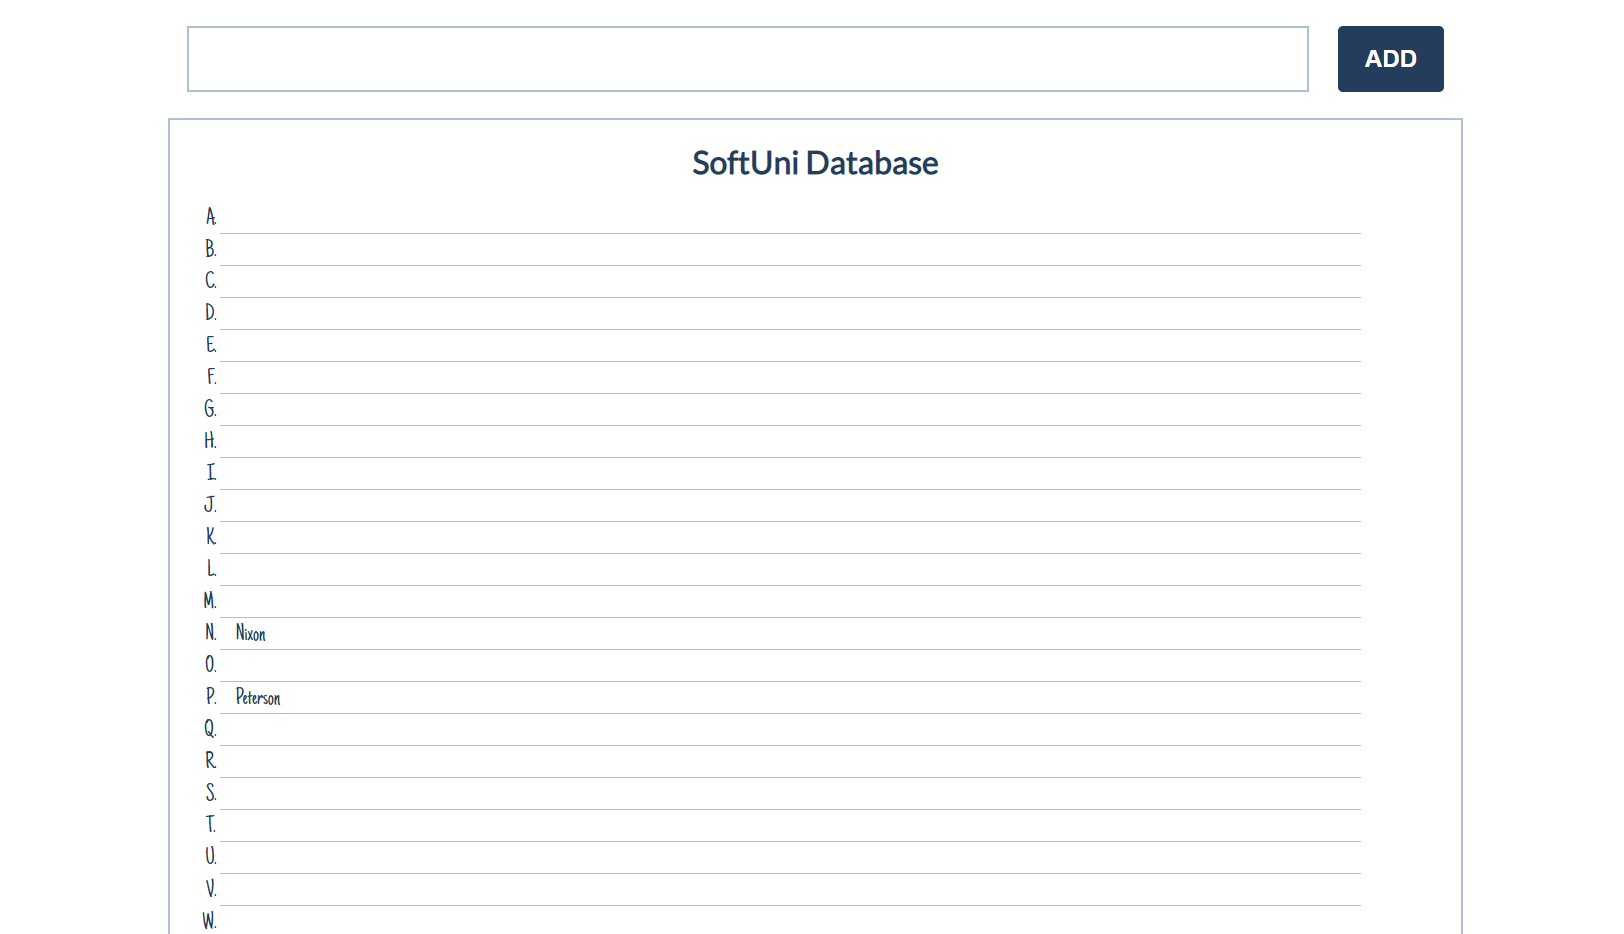 ADD
SoftUni Database
A.
B.
C.
D.
E.
F.
G.
H.
I.
J.
K.
L.
M.
N. Nixon
O.
P. Peterson
Q.
R.
S.
T.
U.
V.
W.